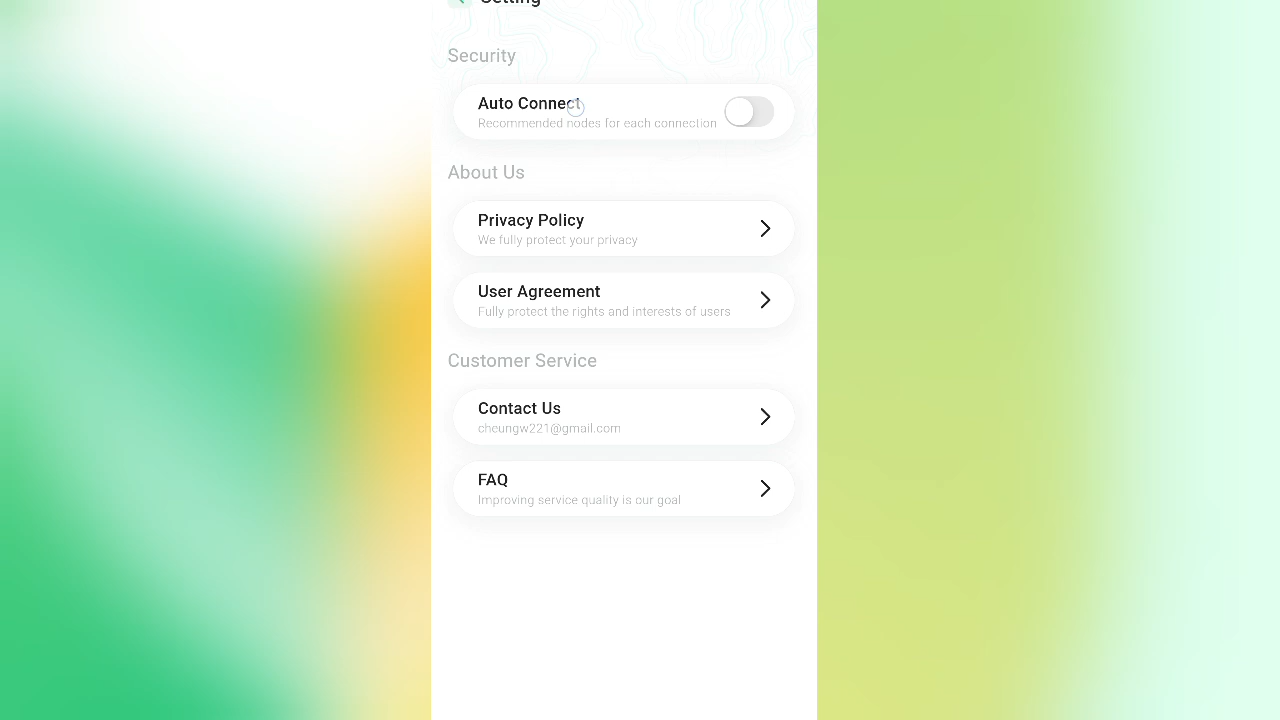 Setting
Security
Auto Connect
Recommended nodes for each connection
About Us
Privacy Policy
We fully protect your privacy
User Agreement
Fully protect the rights and interests of users
Customer Service
Contact Us
cheungw221@gmail.com
FAQ
Improving service quality is our goal